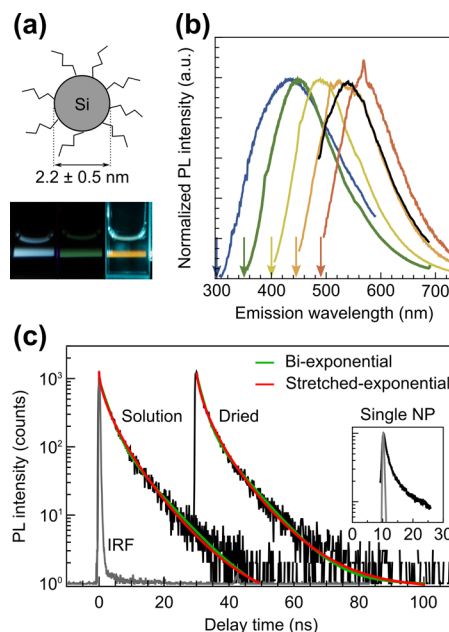 (a)
Si
2.2 ± 0.5 nm
(b)
Normalized PL intensity (a.u.)
300 400 500 600 700
Emission wavelength (nm)
(c)
Bi-exponential
Stretched-exponential
Solution
Dried
Single NP
IRF
PL intensity (counts)
10³
10²
10¹
10⁰
0 20 40 60 80 100
Delay time (ns)
0 10 20 30